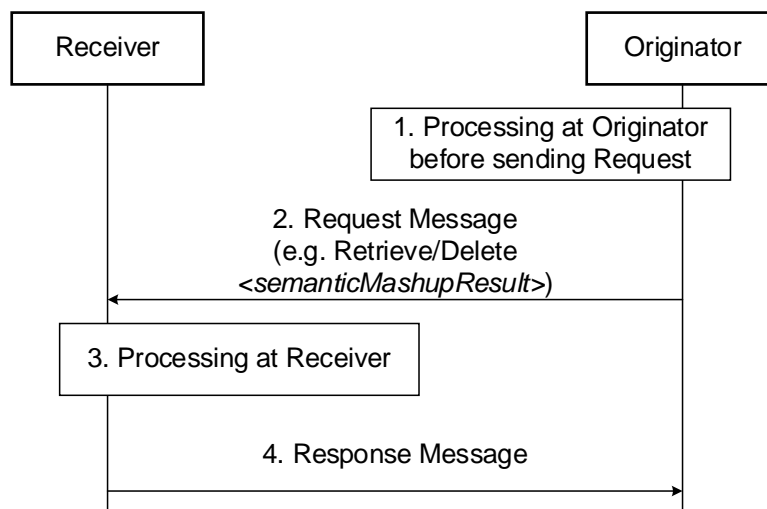 Receiver
Originator
1. Processing at Originator
before sending Request
2. Request Message
(e.g. Retrieve/Delete
<semanticMashupResult>)
3. Processing at Receiver
4. Response Message